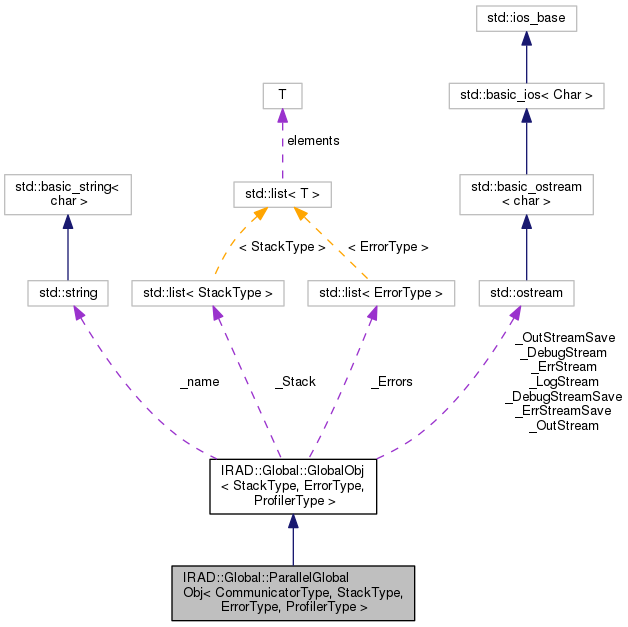 std::ios_base
std::basic_ios< Char >
T
elements
std::basic_string<
char >
std::list< T >
std::basic_ostream
< char >
< StackType >
< ErrorType >
std::string
std::list< StackType >
std::list< ErrorType >
std::ostream
_name
_Stack
_Errors
_OutStreamSave
_DebugStream
_ErrStream
_LogStream
_DebugStreamSave
_ErrStreamSave
_OutStream
IRAD::Global::GlobalObj
< StackType, ErrorType,
ProfilerType >
IRAD::Global::ParallelGlobal
Obj< CommunicatorType, StackType,
ErrorType, ProfilerType >